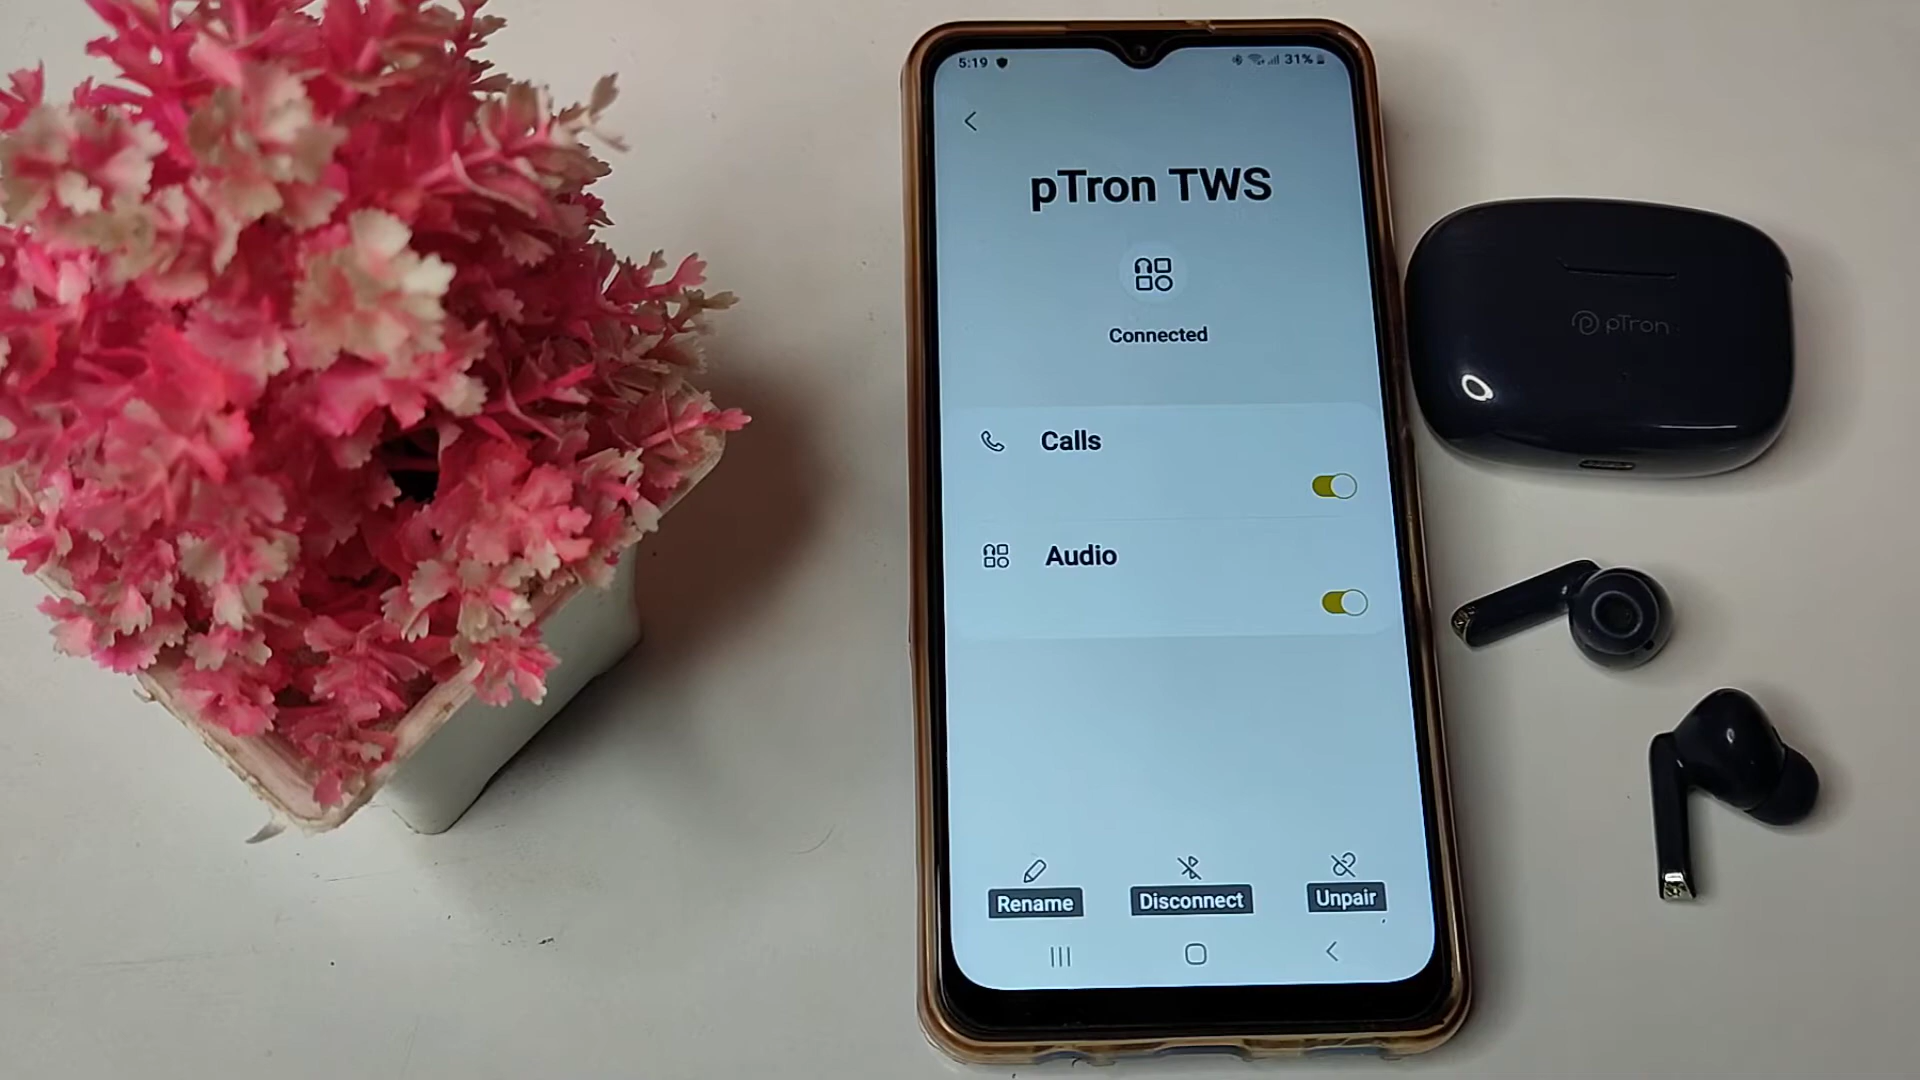 5:19
31%
pTron TWS
Connected
Calls
Audio
Rename
Disconnect
Unpair
pTron